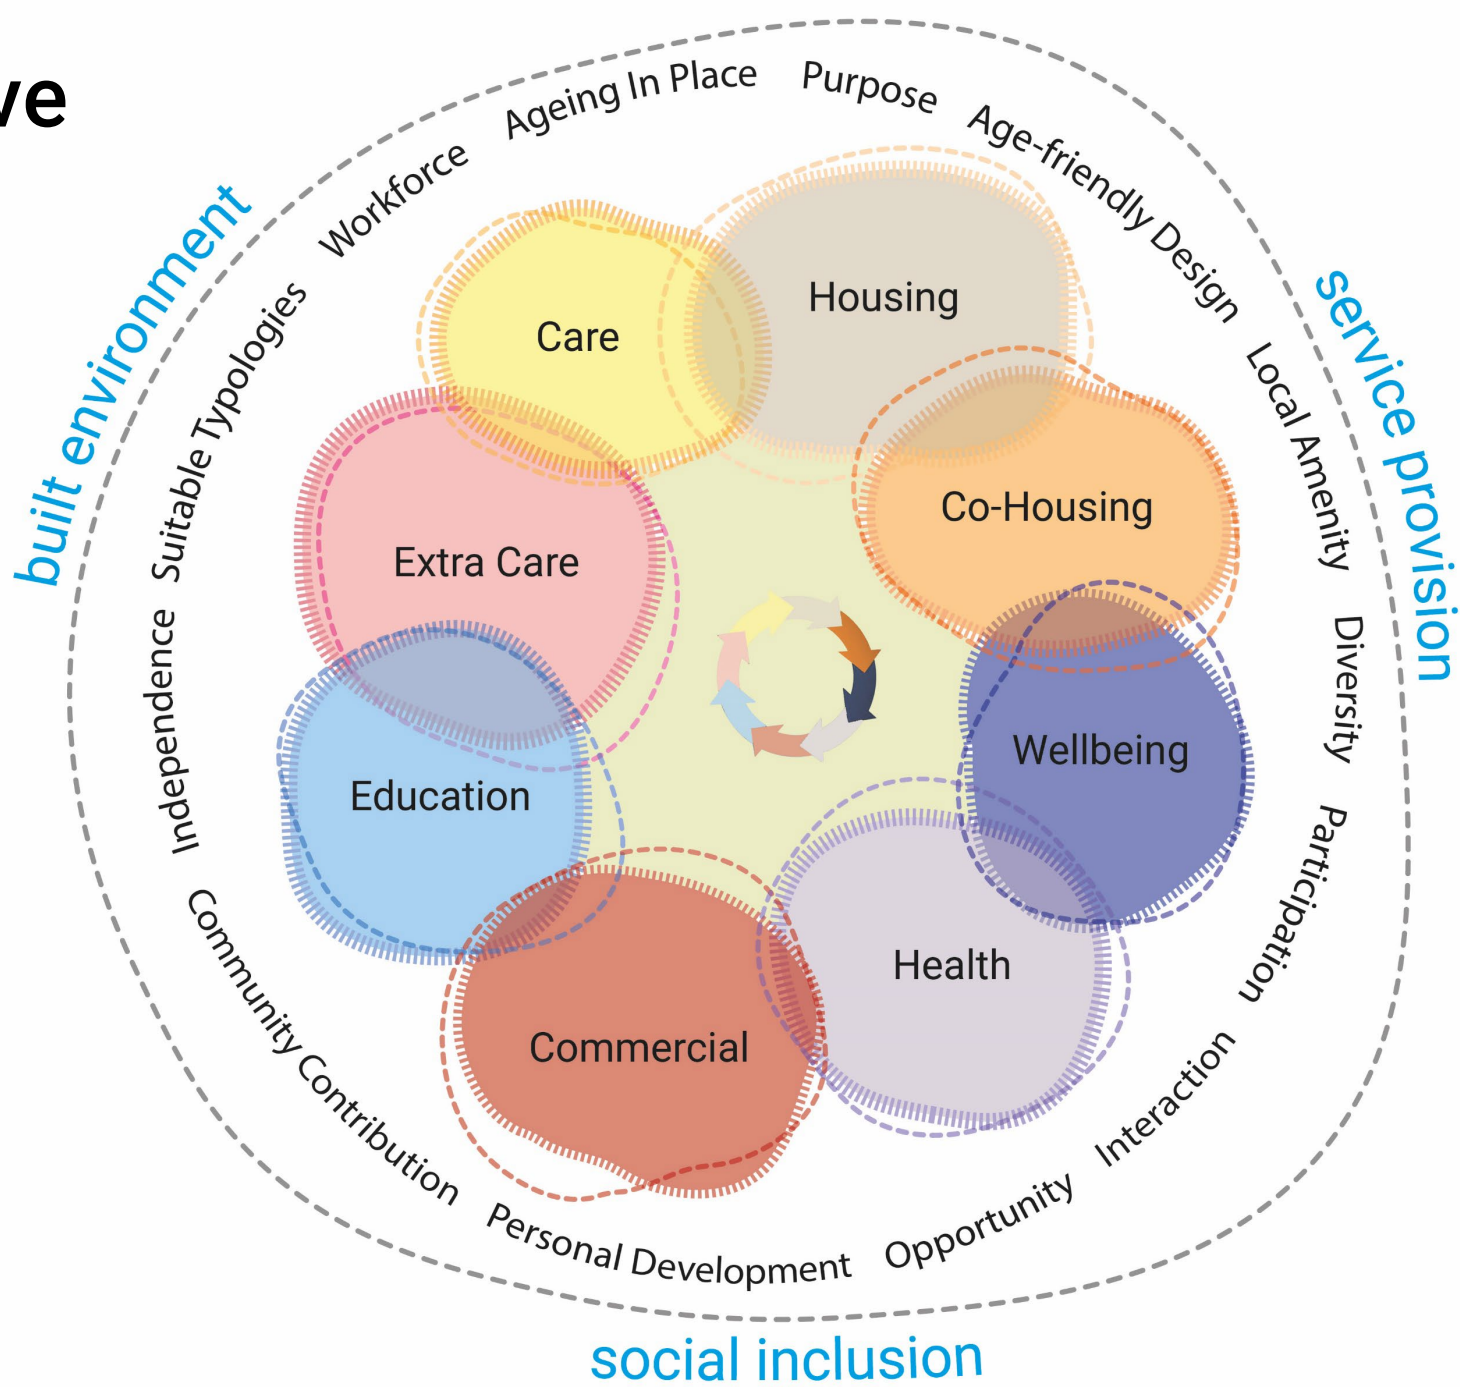 ve
built environment
service provision
social inclusion
Workforce
Ageing In Place
Purpose
Age-friendly Design
Local Amenity
Diversity
Participation
Interaction
Opportunity
Personal Development
Community Contribution
Independence
Suitable Typologies
Care
Housing
Co-Housing
Extra Care
Wellbeing
Education
Health
Commercial